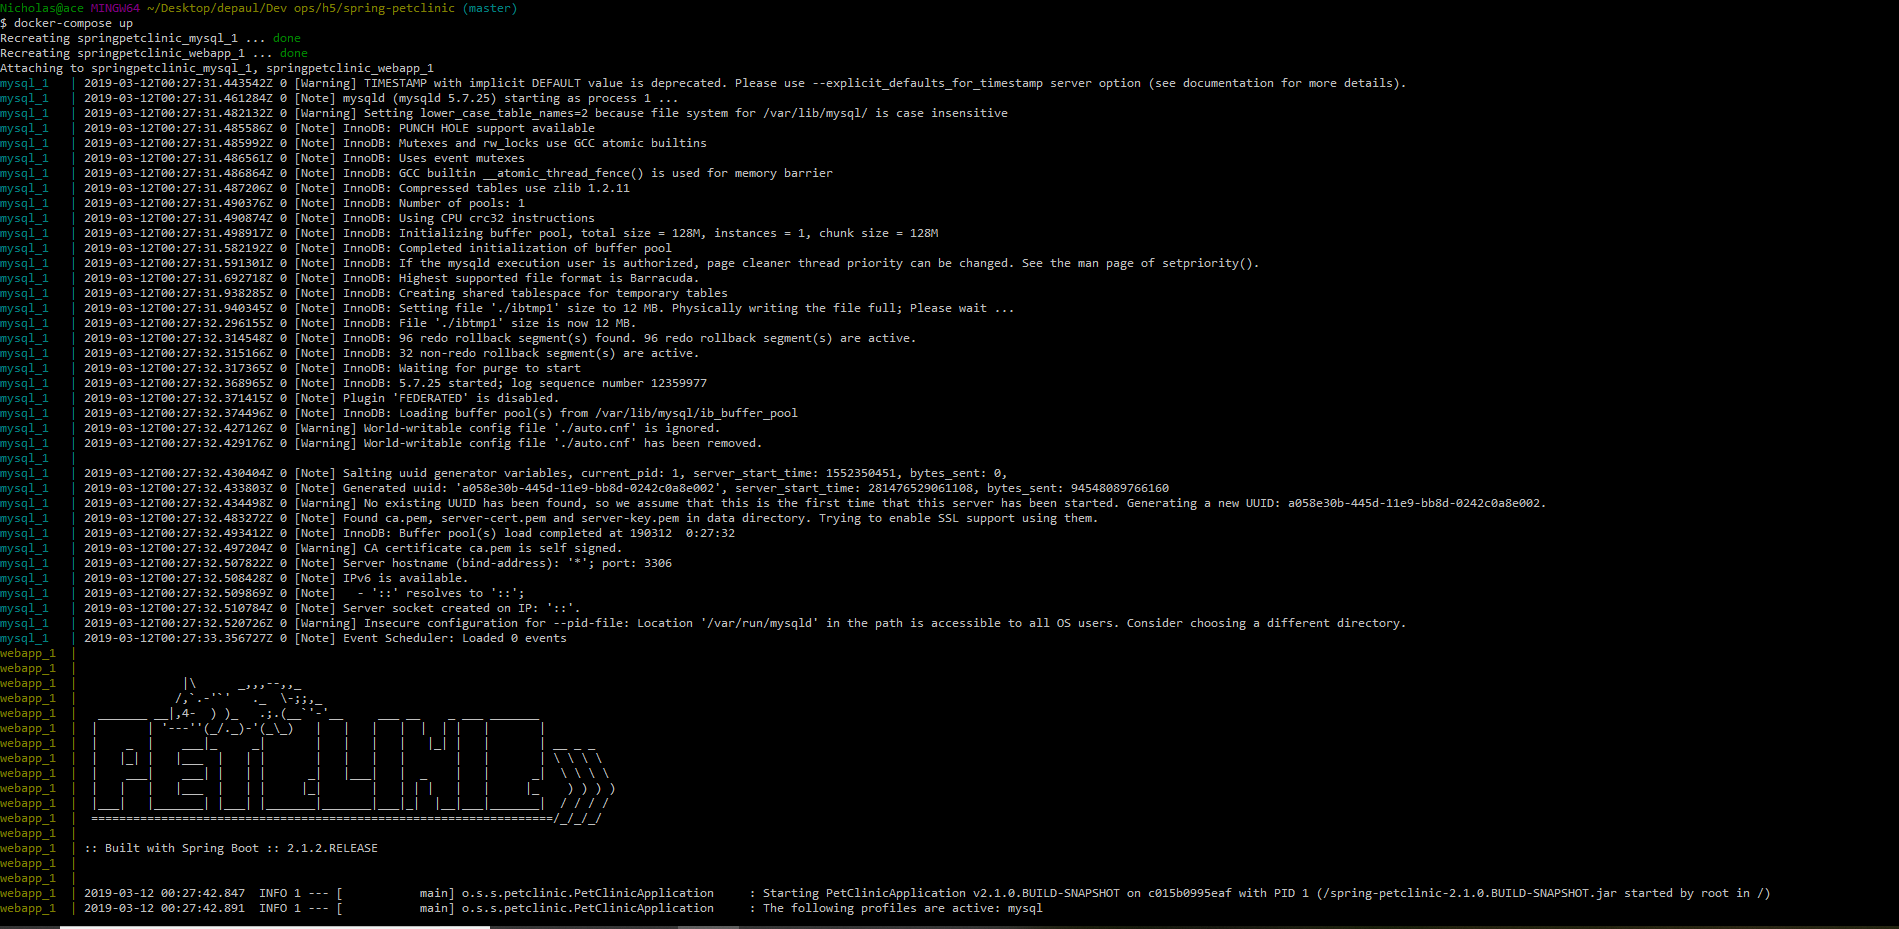 Nicholas@ace MINGW64 ~/Desktop/depaul/Dev ops/h5/spring-petclinic (master)
$ docker-compose up
Recreating springpetclinic_mysql_1 ... done
Recreating springpetclinic_webapp_1 ... done
Attaching to springpetclinic_mysql_1, springpetclinic_webapp_1
mysql_1   | 2019-03-12T00:27:31.443542Z 0 [Warning] TIMESTAMP with implicit DEFAULT value is deprecated. Please use --explicit_defaults_for_timestamp server option (see documentation for more details).
mysql_1   | 2019-03-12T00:27:31.461284Z 0 [Note] mysqld (mysqld 5.7.25) starting as process 1 ...
mysql_1   | 2019-03-12T00:27:31.482132Z 0 [Warning] Setting lower_case_table_names=2 because file system for /var/lib/mysql/ is case insensitive
mysql_1   | 2019-03-12T00:27:31.485586Z 0 [Note] InnoDB: PUNCH HOLE support available
mysql_1   | 2019-03-12T00:27:31.485992Z 0 [Note] InnoDB: Mutexes and rw_locks use GCC atomic builtins
mysql_1   | 2019-03-12T00:27:31.486561Z 0 [Note] InnoDB: Uses event mutexes
mysql_1   | 2019-03-12T00:27:31.486864Z 0 [Note] InnoDB: GCC builtin __atomic_thread_fence() is used for memory barrier
mysql_1   | 2019-03-12T00:27:31.487206Z 0 [Note] InnoDB: Compressed tables use zlib 1.2.11
mysql_1   | 2019-03-12T00:27:31.490376Z 0 [Note] InnoDB: Number of pools: 1
mysql_1   | 2019-03-12T00:27:31.490874Z 0 [Note] InnoDB: Using CPU crc32 instructions
mysql_1   | 2019-03-12T00:27:31.498917Z 0 [Note] InnoDB: Initializing buffer pool, total size = 128M, instances = 1, chunk size = 128M
mysql_1   | 2019-03-12T00:27:31.582192Z 0 [Note] InnoDB: Completed initialization of buffer pool
mysql_1   | 2019-03-12T00:27:31.591301Z 0 [Note] InnoDB: If the mysqld execution user is authorized, page cleaner thread priority can be changed. See the man page of setpriority().
mysql_1   | 2019-03-12T00:27:31.692718Z 0 [Note] InnoDB: Highest supported file format is Barracuda.
mysql_1   | 2019-03-12T00:27:31.938285Z 0 [Note] InnoDB: Creating shared tablespace for temporary tables
mysql_1   | 2019-03-12T00:27:31.940345Z 0 [Note] InnoDB: Setting file './ibtmp1' size to 12 MB. Physically writing the file full; Please wait ...
mysql_1   | 2019-03-12T00:27:32.296155Z 0 [Note] InnoDB: File './ibtmp1' size is now 12 MB.
mysql_1   | 2019-03-12T00:27:32.314548Z 0 [Note] InnoDB: 96 redo rollback segment(s) found. 96 redo rollback segment(s) are active.
mysql_1   | 2019-03-12T00:27:32.315166Z 0 [Note] InnoDB: 32 non-redo rollback segment(s) are active.
mysql_1   | 2019-03-12T00:27:32.317365Z 0 [Note] InnoDB: Waiting for purge to start
mysql_1   | 2019-03-12T00:27:32.368965Z 0 [Note] InnoDB: 5.7.25 started; log sequence number 12359977
mysql_1   | 2019-03-12T00:27:32.371415Z 0 [Note] Plugin 'FEDERATED' is disabled.
mysql_1   | 2019-03-12T00:27:32.374496Z 0 [Note] InnoDB: Loading buffer pool(s) from /var/lib/mysql/ib_buffer_pool
mysql_1   | 2019-03-12T00:27:32.427126Z 0 [Warning] World-writable config file './auto.cnf' is ignored.
mysql_1   | 2019-03-12T00:27:32.429176Z 0 [Warning] World-writable config file './auto.cnf' has been removed.
mysql_1   |
mysql_1   | 2019-03-12T00:27:32.430404Z 0 [Note] Salting uuid generator variables, current_pid: 1, server_start_time: 1552350451, bytes_sent: 0,
mysql_1   | 2019-03-12T00:27:32.433803Z 0 [Note] Generated uuid: 'a058e30b-445d-11e9-bb8d-0242c0a8e002', server_start_time: 281476529061108, bytes_sent: 94548089766160
mysql_1   | 2019-03-12T00:27:32.434498Z 0 [Warning] No existing UUID has been found, so we assume that this is the first time that this server has been started. Generating a new UUID: a058e30b-445d-11e9-bb8d-0242c0a8e002.
mysql_1   | 2019-03-12T00:27:32.483272Z 0 [Note] Found ca.pem, server-cert.pem and server-key.pem in data directory. Trying to enable SSL support using them.
mysql_1   | 2019-03-12T00:27:32.493412Z 0 [Note] InnoDB: Buffer pool(s) load completed at 190312  0:27:32
mysql_1   | 2019-03-12T00:27:32.497204Z 0 [Warning] CA certificate ca.pem is self signed.
mysql_1   | 2019-03-12T00:27:32.507822Z 0 [Note] Server hostname (bind-address): '*'; port: 3306
mysql_1   | 2019-03-12T00:27:32.508428Z 0 [Note] IPv6 is available.
mysql_1   | 2019-03-12T00:27:32.509869Z 0 [Note]   - '::' resolves to '::';
mysql_1   | 2019-03-12T00:27:32.510784Z 0 [Note] Server socket created on IP: '::'.
mysql_1   | 2019-03-12T00:27:32.520726Z 0 [Warning] Insecure configuration for --pid-file: Location '/var/run/mysqld' in the path is accessible to all OS users. Consider choosing a different directory.
mysql_1   | 2019-03-12T00:27:33.356727Z 0 [Note] Event Scheduler: Loaded 0 events
webapp_1  |
webapp_1  |
webapp_1  |
webapp_1  |
webapp_1  |
webapp_1  |
webapp_1  | PETCLINIC
webapp_1  |
webapp_1  |
webapp_1  |
webapp_1  |
webapp_1  |
webapp_1  |
webapp_1  | :: Built with Spring Boot :: 2.1.2.RELEASE
webapp_1  |
webapp_1  |
webapp_1  | 2019-03-12 00:27:42.847  INFO 1 --- [           main] o.s.s.petclinic.PetClinicApplication     : Starting PetClinicApplication v2.1.0.BUILD-SNAPSHOT on c015b0995eaf with PID 1 (/spring-petclinic-2.1.0.BUILD-SNAPSHOT.jar started by root in /)
webapp_1  | 2019-03-12 00:27:42.891  INFO 1 --- [           main] o.s.s.petclinic.PetClinicApplication     : The following profiles are active: mysql